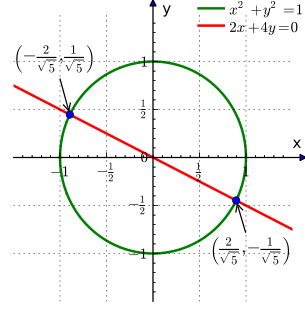 y
x² + y² = 1
2x + 4y = 0
(−2/√5, 1/√5)
1
1/2
x
0
−1
−1/2
1/2
1
−1/2
−1
(2/√5, −1/√5)